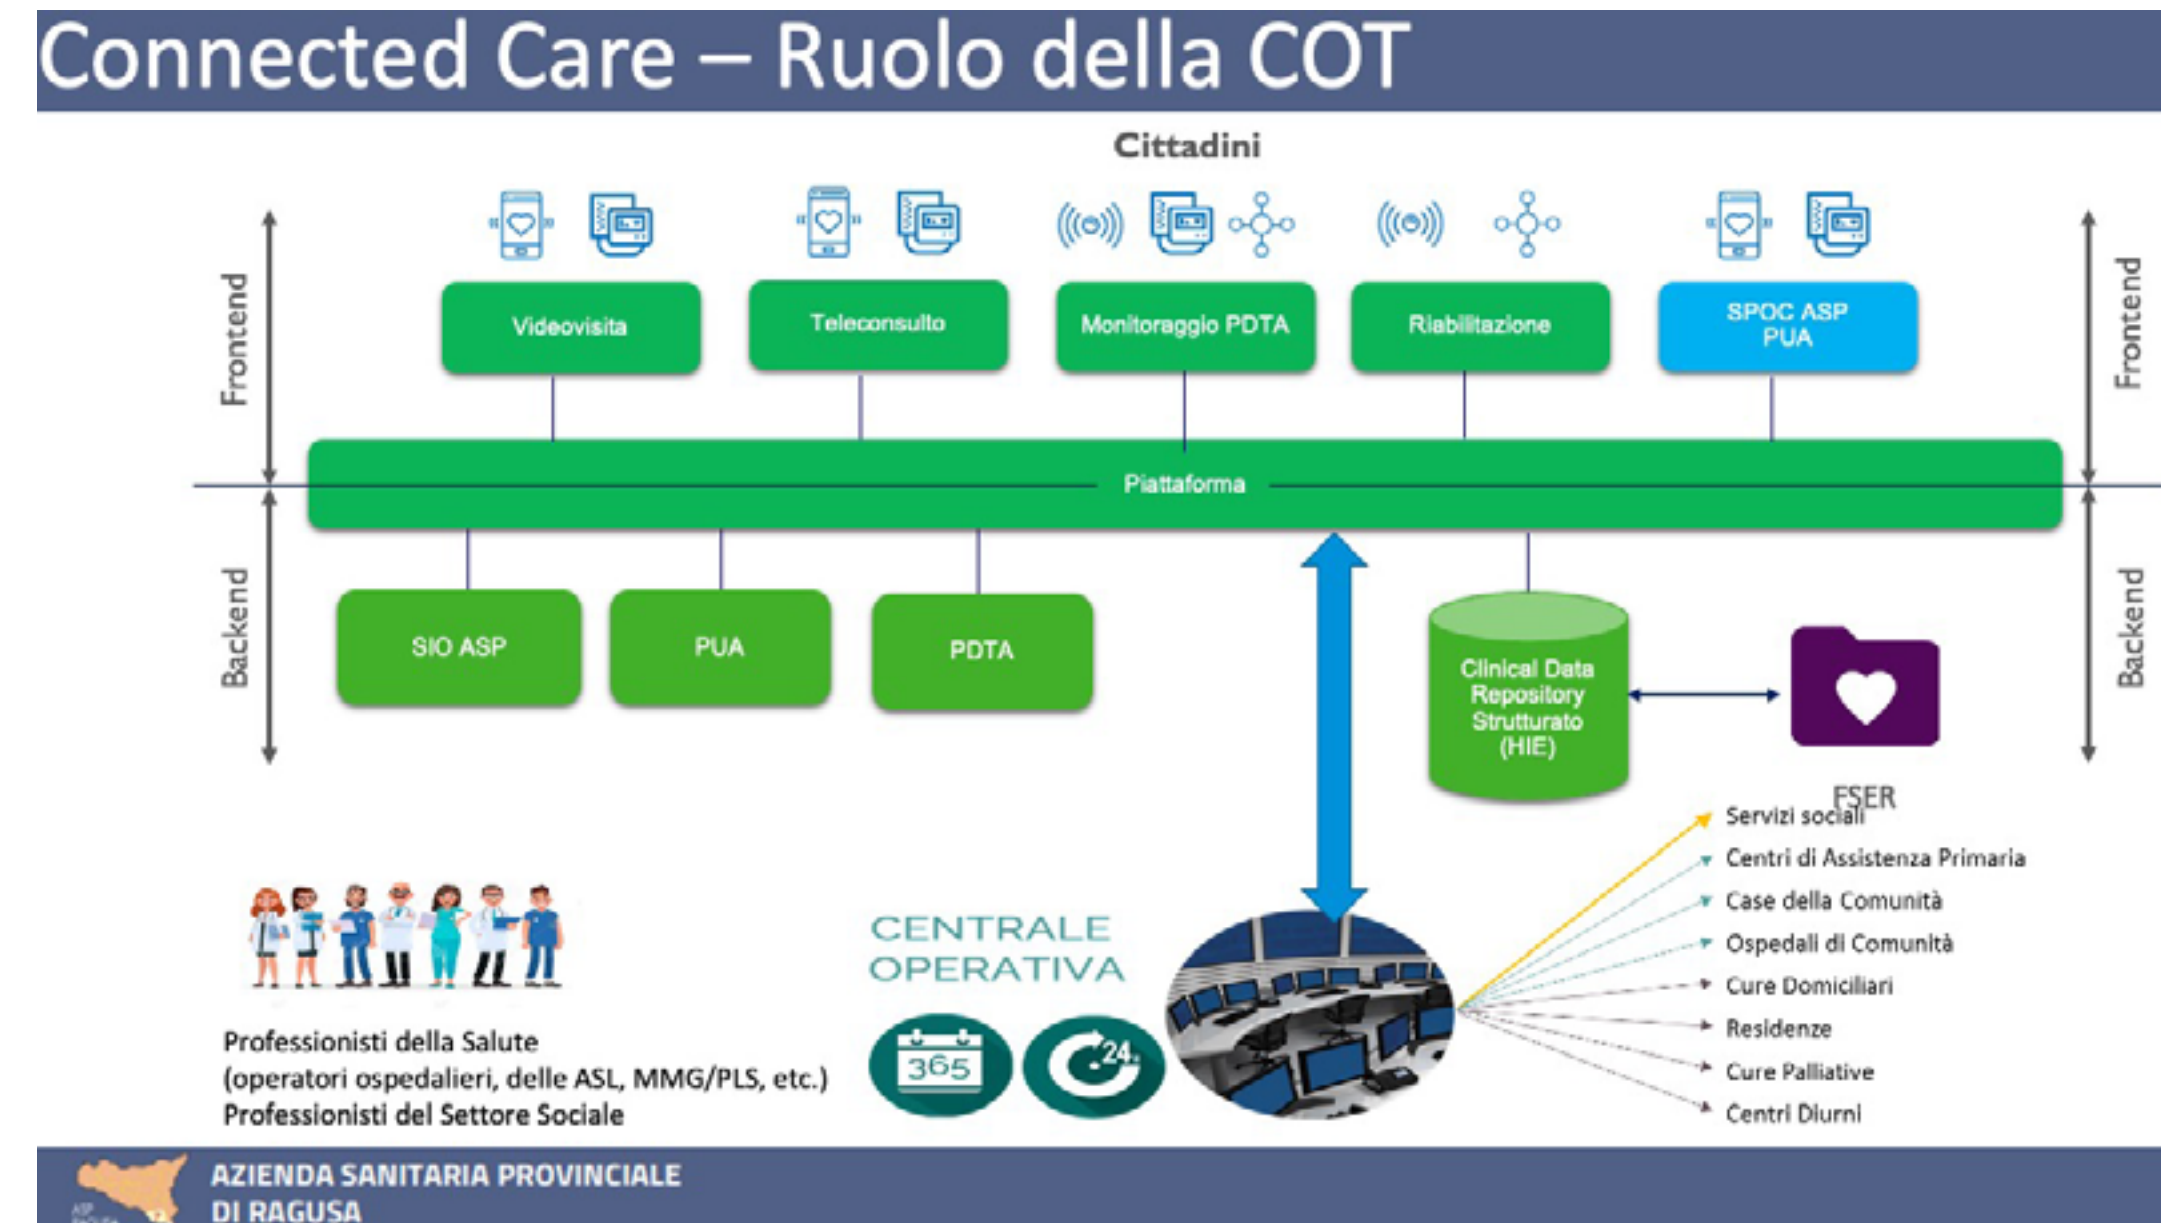 Connected Care – Ruolo della COT
Cittadini
Frontend
Frontend
Videovisita
Teleconsulto
Monitoraggio PDTA
Riabilitazione
SPOC ASP
PUA
Piattaforma
Backend
Backend
SIO ASP
PUA
PDTA
Clinical Data
Repository
Strutturato
(HIE)
FSER
Servizi sociali
Centri di Assistenza Primaria
Case della Comunità
Ospedali di Comunità
Cure Domiciliari
Residenze
Cure Palliative
Centri Diurni
CENTRALE
OPERATIVA
365
24
Professionisti della Salute
(operatori ospedalieri, delle ASL, MMG/PLS, etc.)
Professionisti del Settore Sociale
AZIENDA SANITARIA PROVINCIALE
DI RAGUSA
ASP